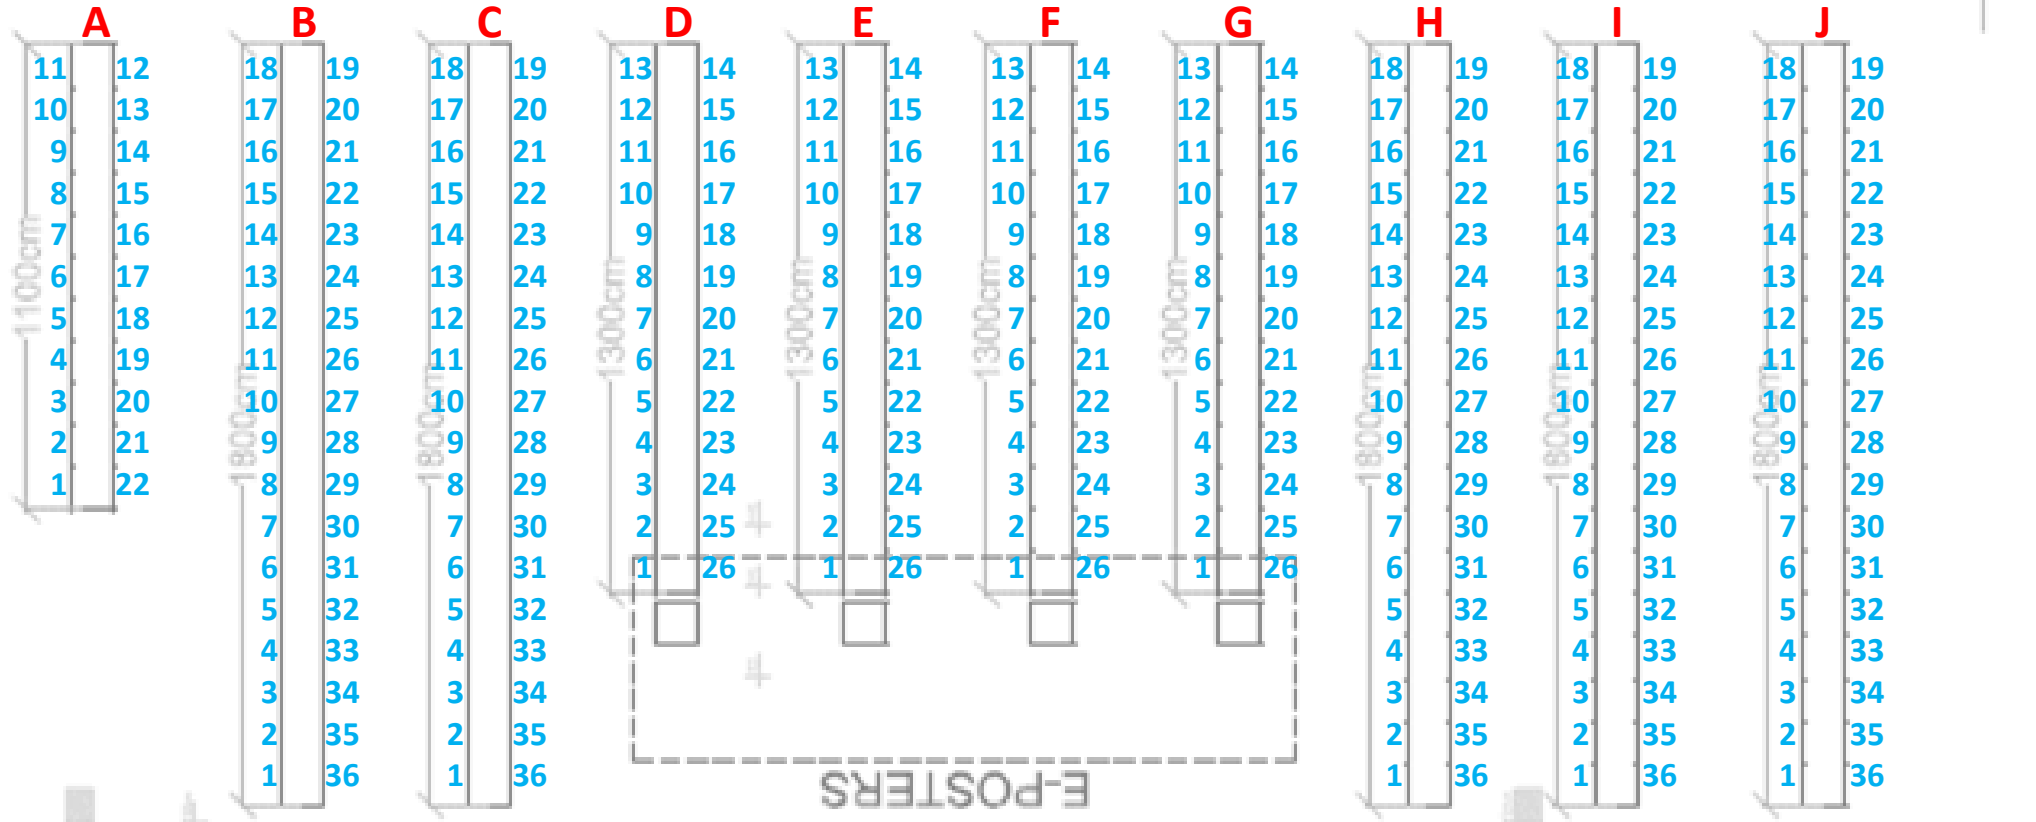 A B C D E F G H I J
11 12 18 19 18 19 13 14 13 14 13 14 13 14 18 19 18 19 18 19
10 13 17 20 17 20 12 15 12 15 12 15 12 15 17 20 17 20 17 20
9 14 16 21 16 21 11 16 11 16 11 16 11 16 16 21 16 21 16 21
8 15 15 22 15 22 10 17 10 17 10 17 10 17 15 22 15 22 15 22
7 16 14 23 14 23 9 18 9 18 9 18 9 18 14 23 14 23 14 23
6 17 13 24 13 24 8 19 8 19 8 19 8 19 13 24 13 24 13 24
5 18 12 25 12 25 7 20 7 20 7 20 7 20 12 25 12 25 12 25
4 19 11 26 11 26 6 21 6 21 6 21 6 21 11 26 11 26 11 26
3 20 10 27 10 27 5 22 5 22 5 22 5 22 10 27 10 27 10 27
2 21 9 28 9 28 4 23 4 23 4 23 4 23 9 28 9 28 9 28
1 22 8 29 8 29 3 24 3 24 3 24 3 24 8 29 8 29 8 29
7 30 7 30 2 25 2 25 2 25 2 25 7 30 7 30 7 30
6 31 6 31 1 26 1 26 1 26 1 26 6 31 6 31 6 31
5 32 5 32 5 32 5 32 5 32
4 33 4 33 4 33 4 33 4 33
3 34 3 34 3 34 3 34 3 34
2 35 2 35 2 35 2 35 2 35
1 36 1 36 1 36 1 36 1 36
1100cm
1800cm
1800cm
1300cm
1300cm
1300cm
1300cm
1800cm
1800cm
1800cm
E-POSTERS